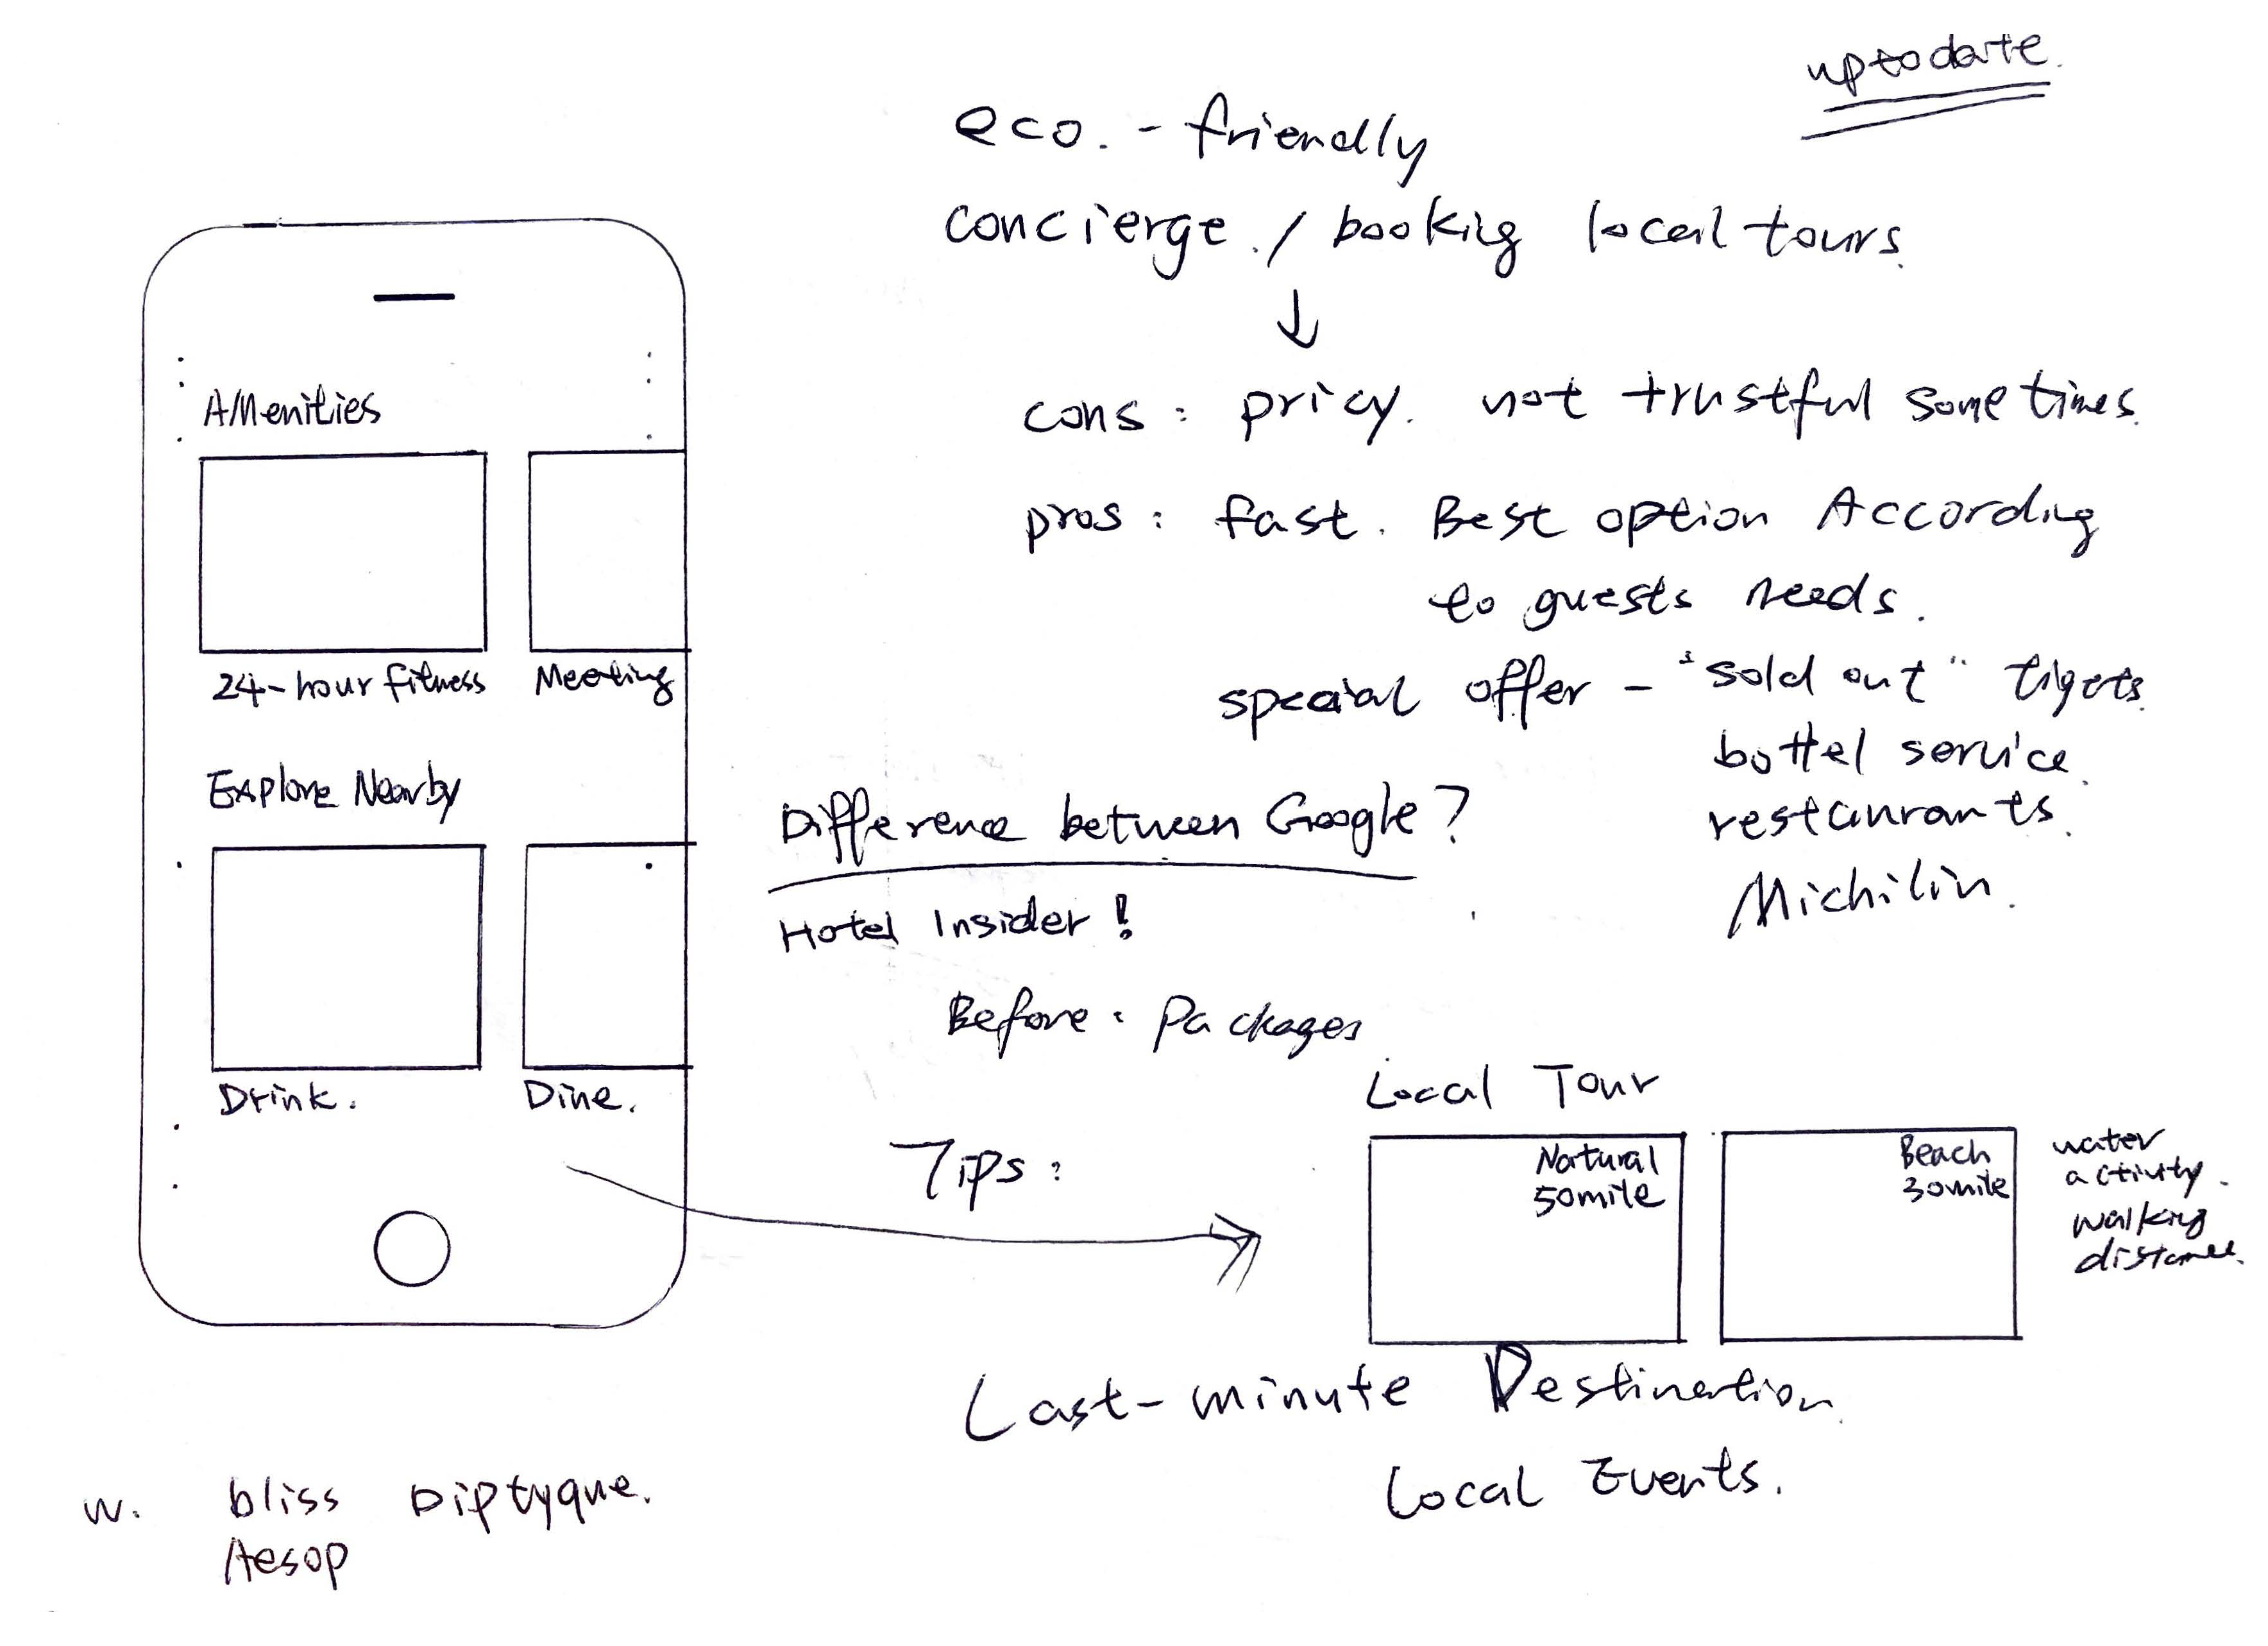 up to date.
eco. - friendly
concierge. / booking local tours.
cons : pricy. not trustful sometimes.
pros : fast. Best option According
to guests needs.
special offer - "sold out" tigets.
bottel service.
restaurants.
Michilin.
AMenities
24-hour fitness
Meeting
Explore Nearby
Drink.
Dine.
Difference between Google?
Hotel Insider!
Before : Packages
Tips :
Local Tour
Natural
50mile
Beach
30mile
water
activity.
walking
distance.
Last-minute Destination.
Local Events.
w. bliss Diptyque.
Aesop